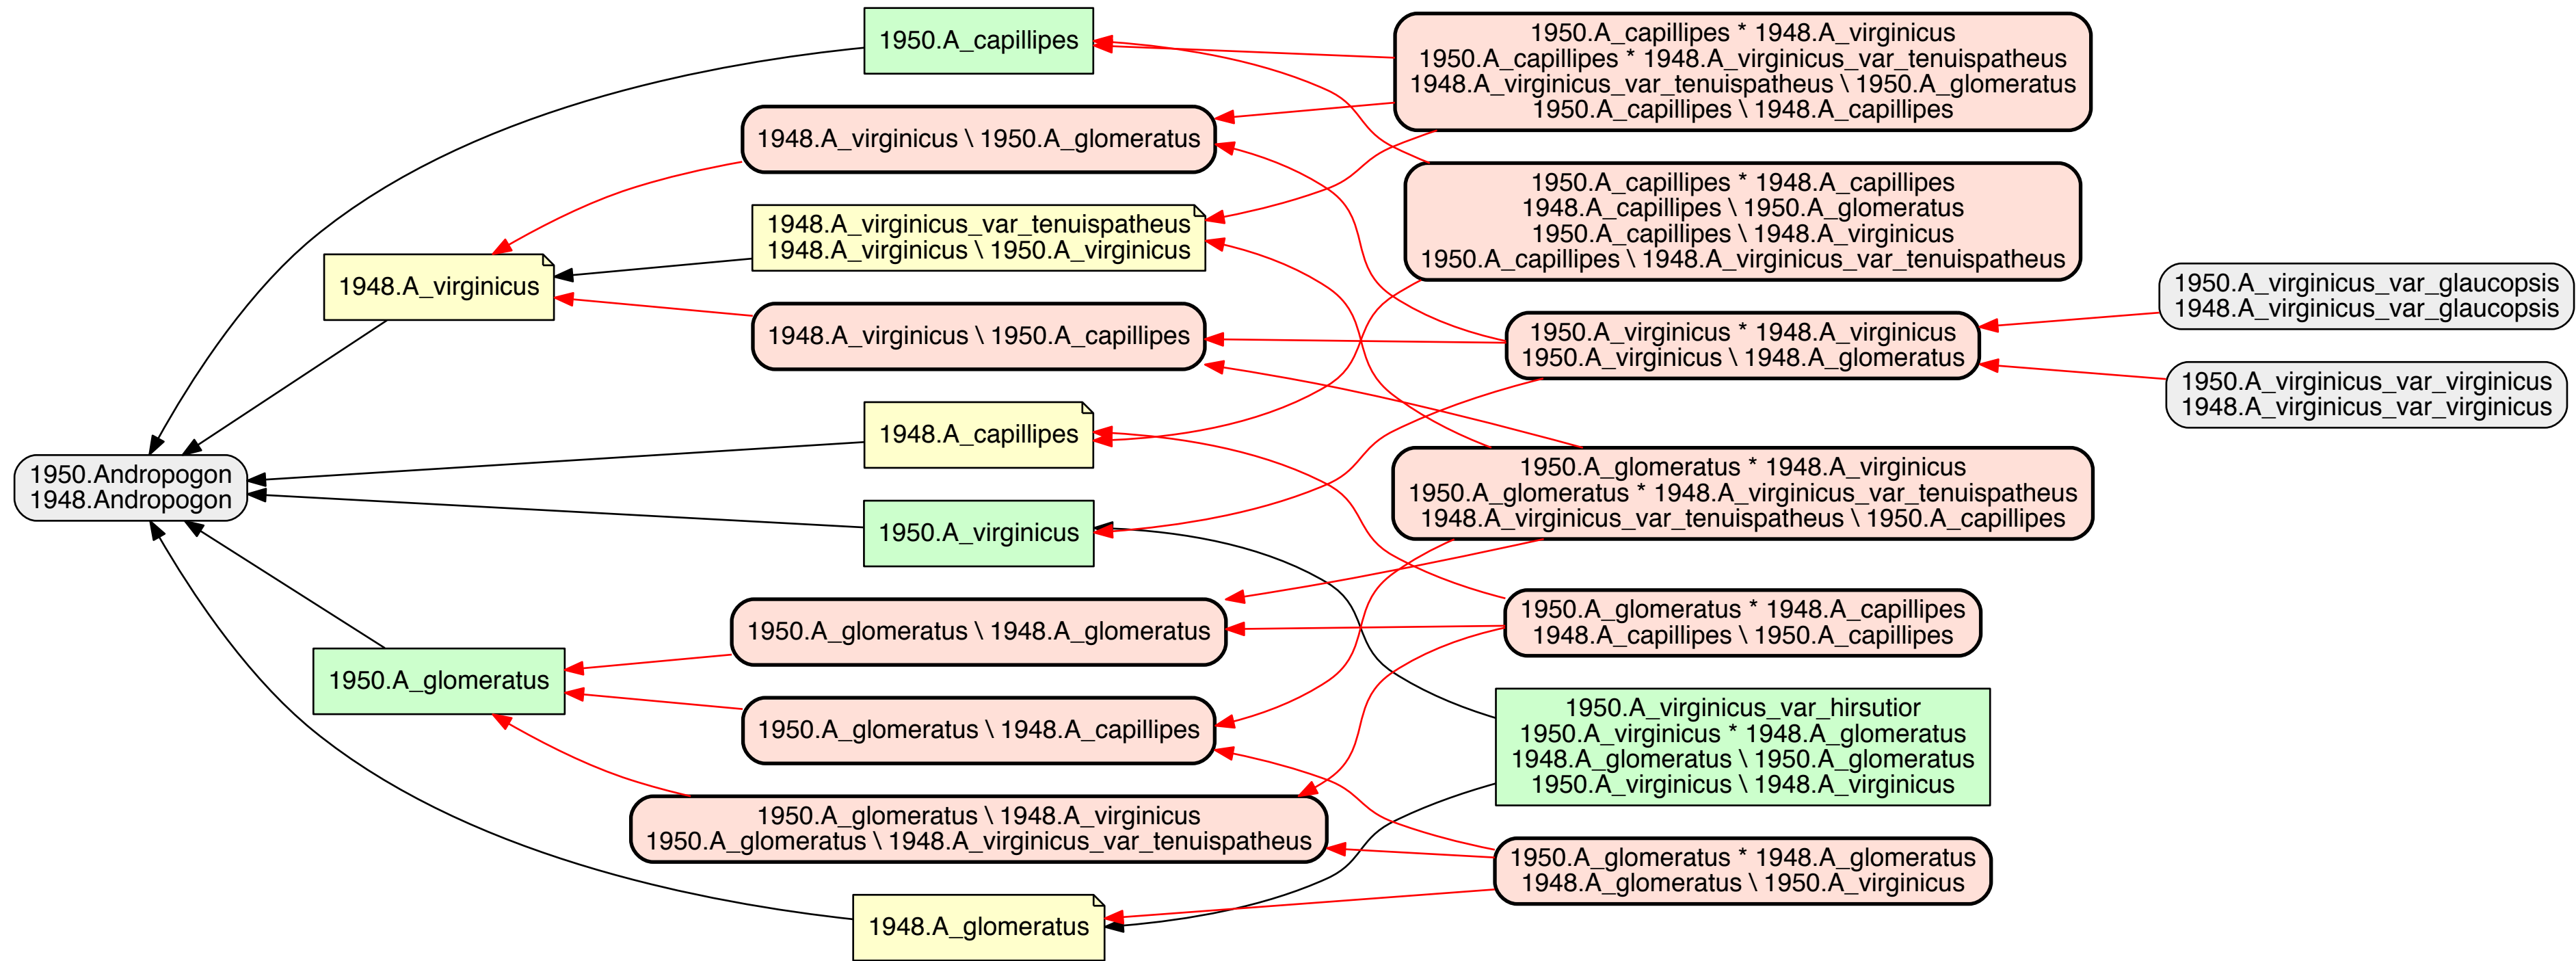 1950.Andropogon
1948.Andropogon
1948.A_virginicus
1950.A_glomeratus
1950.A_capillipes
1948.A_virginicus \ 1950.A_glomeratus
1948.A_virginicus_var_tenuispatheus
1948.A_virginicus \ 1950.A_virginicus
1948.A_virginicus \ 1950.A_capillipes
1948.A_capillipes
1950.A_virginicus
1950.A_glomeratus \ 1948.A_glomeratus
1950.A_glomeratus \ 1948.A_capillipes
1950.A_glomeratus \ 1948.A_virginicus
1950.A_glomeratus \ 1948.A_virginicus_var_tenuispatheus
1948.A_glomeratus
1950.A_capillipes * 1948.A_virginicus
1950.A_capillipes * 1948.A_virginicus_var_tenuispatheus
1948.A_virginicus_var_tenuispatheus \ 1950.A_glomeratus
1950.A_capillipes \ 1948.A_capillipes
1950.A_capillipes * 1948.A_capillipes
1948.A_capillipes \ 1950.A_glomeratus
1950.A_capillipes \ 1948.A_virginicus
1950.A_capillipes \ 1948.A_virginicus_var_tenuispatheus
1950.A_virginicus * 1948.A_virginicus
1950.A_virginicus \ 1948.A_glomeratus
1950.A_glomeratus * 1948.A_virginicus
1950.A_glomeratus * 1948.A_virginicus_var_tenuispatheus
1948.A_virginicus_var_tenuispatheus \ 1950.A_capillipes
1950.A_glomeratus * 1948.A_capillipes
1948.A_capillipes \ 1950.A_capillipes
1950.A_virginicus_var_hirsutior
1950.A_virginicus * 1948.A_glomeratus
1948.A_glomeratus \ 1950.A_glomeratus
1950.A_virginicus \ 1948.A_virginicus
1950.A_glomeratus * 1948.A_glomeratus
1948.A_glomeratus \ 1950.A_virginicus
1950.A_virginicus_var_glaucopsis
1948.A_virginicus_var_glaucopsis
1950.A_virginicus_var_virginicus
1948.A_virginicus_var_virginicus